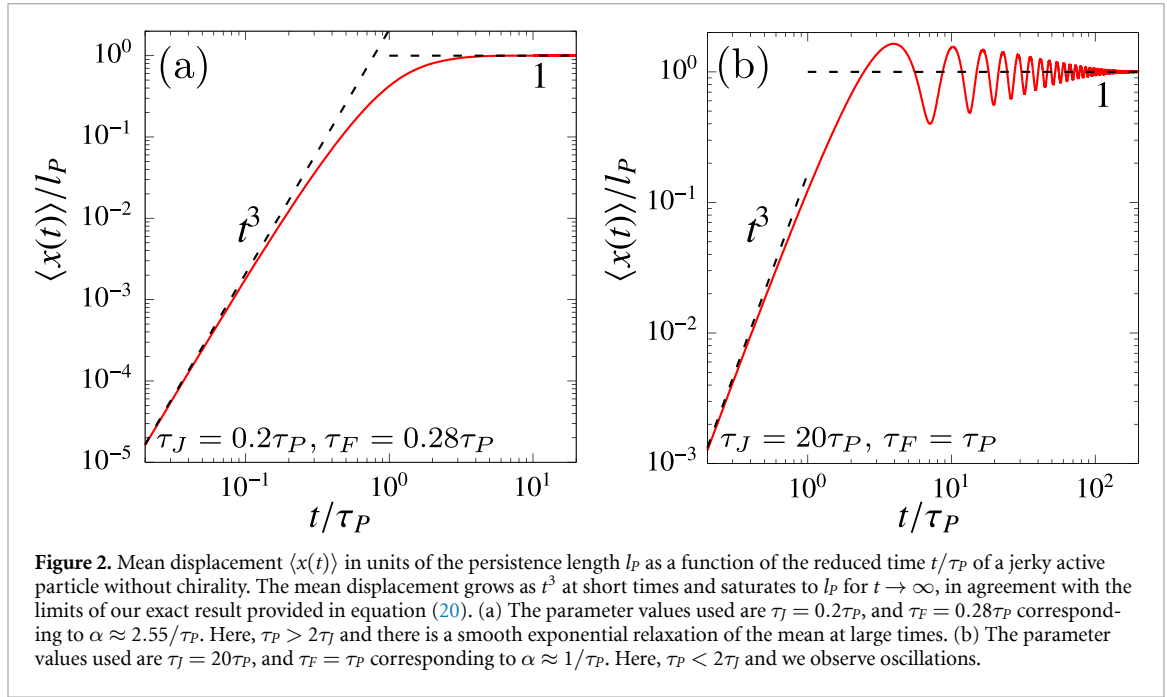 (a)
⟨x(t)⟩/l_P
10^0
10^{-1}
10^{-2}
10^{-3}
10^{-4}
10^{-5}
1
t^3
τ_J = 0.2τ_P, τ_F = 0.28τ_P
10^{-1}
10^0
10^1
t/τ_P
(b)
⟨x(t)⟩/l_P
10^0
10^{-1}
10^{-2}
10^{-3}
1
t^3
τ_J = 20τ_P, τ_F = τ_P
10^0
10^1
10^2
t/τ_P
Figure 2. Mean displacement ⟨x(t)⟩ in units of the persistence length l_P as a function of the reduced time t/τ_P of a jerky active
particle without chirality. The mean displacement grows as t^3 at short times and saturates to l_P for t → ∞, in agreement with the
limits of our exact result provided in equation (20). (a) The parameter values used are τ_J = 0.2τ_P, and τ_F = 0.28τ_P correspond-
ing to α ≈ 2.55/τ_P. Here, τ_P > 2τ_J and there is a smooth exponential relaxation of the mean at large times. (b) The parameter
values used are τ_J = 20τ_P, and τ_F = τ_P corresponding to α ≈ 1/τ_P. Here, τ_P < 2τ_J and we observe oscillations.